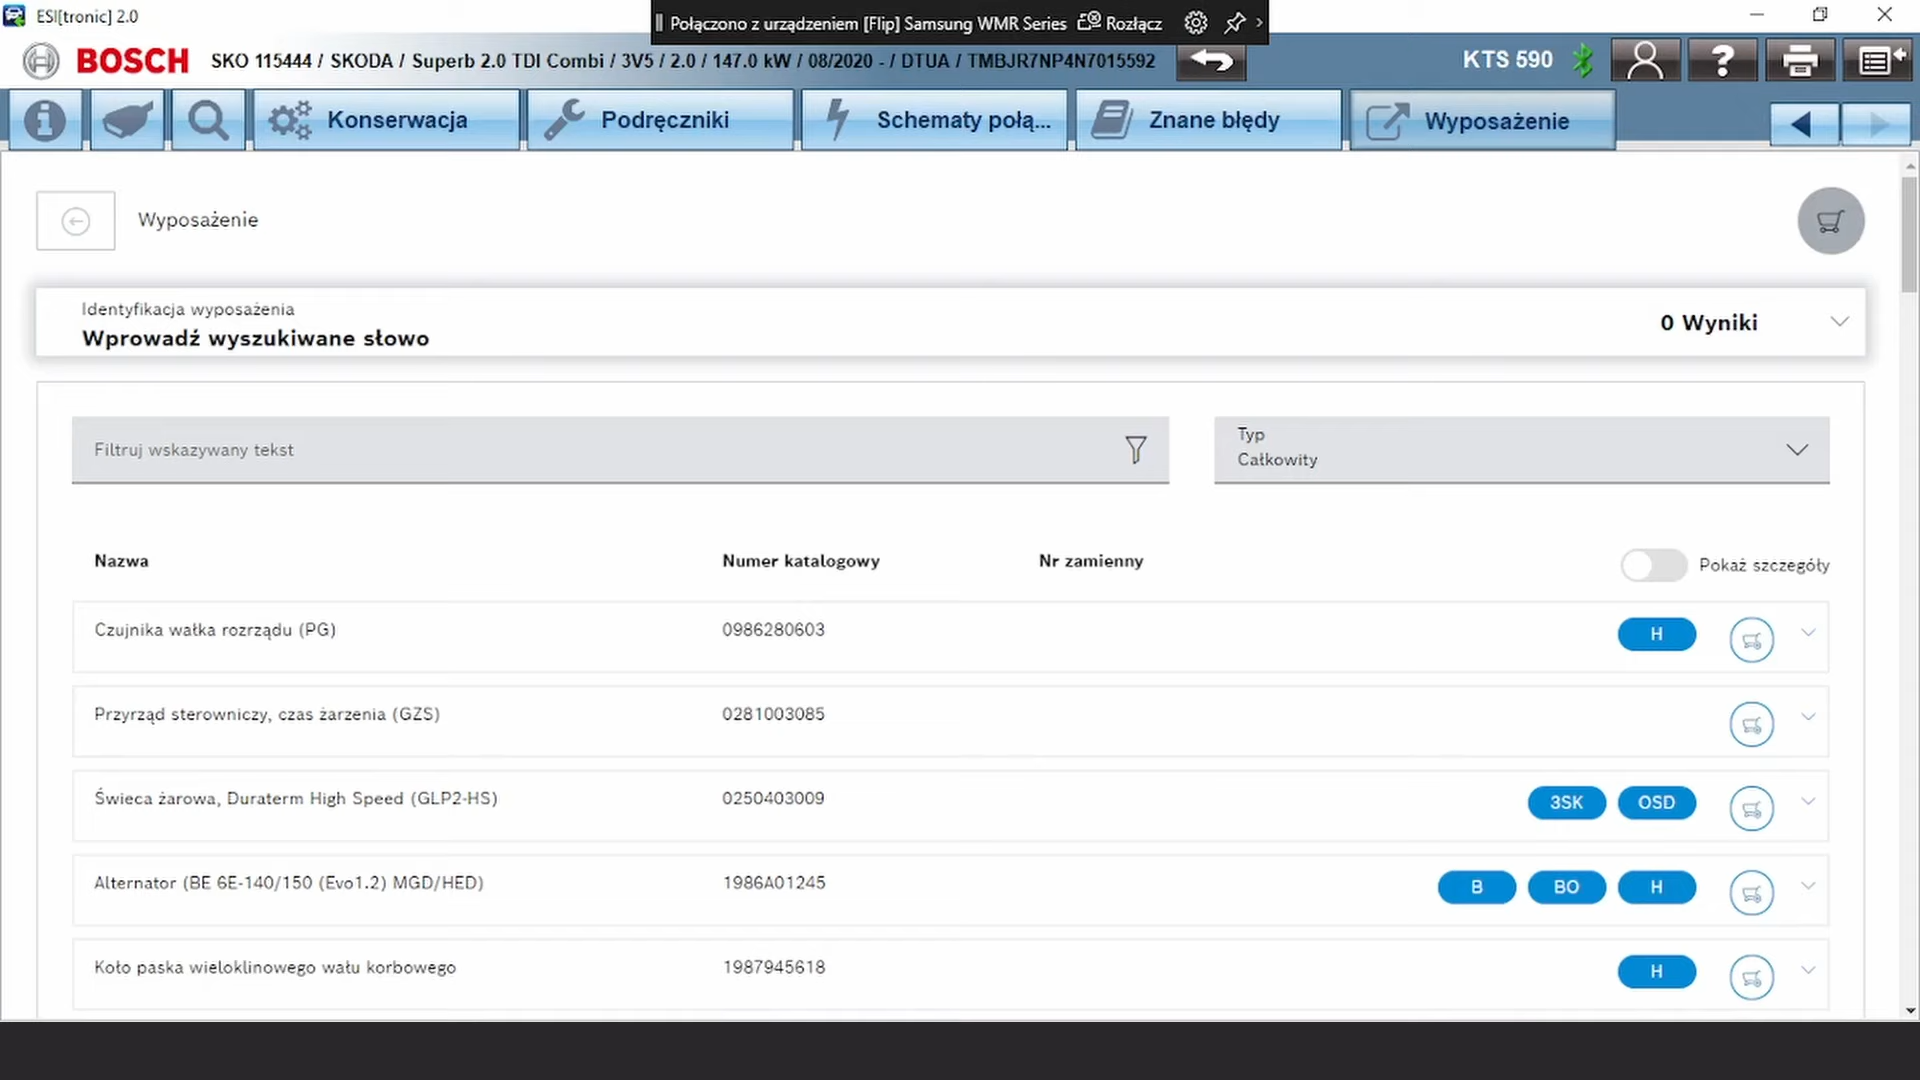 ESI[tronic] 2.0
Połączono z urządzeniem [Flip] Samsung WMR Series Rozłącz
BOSCH SKO 115444 / SKODA / Superb 2.0 TDI Combi / 3V5 / 2.0 / 147.0 kW / 08/2020 - / DTUA / TMBJR7NP4N7015592
KTS 590
?
Konserwacja
Podręczniki
Schematy połą...
Znane błędy
Wyposażenie
Wyposażenie
Identyfikacja wyposażenia
Wprowadź wyszukiwane słowo
0 Wyniki
Filtruj wskazywany tekst
Typ
Całkowity
Nazwa Numer katalogowy Nr zamienny Pokaż szczegóły
Czujnika wałka rozrządu (PG) 0986280603 H
Przyrząd sterowniczy, czas żarzenia (GZS) 0281003085
Świeca żarowa, Duraterm High Speed (GLP2-HS) 0250403009 3SK OSD
Alternator (BE 6E-140/150 (Evo1.2) MGD/HED) 1986A01245 B BO H
Koło paska wieloklinowego wału korbowego 1987945618 H